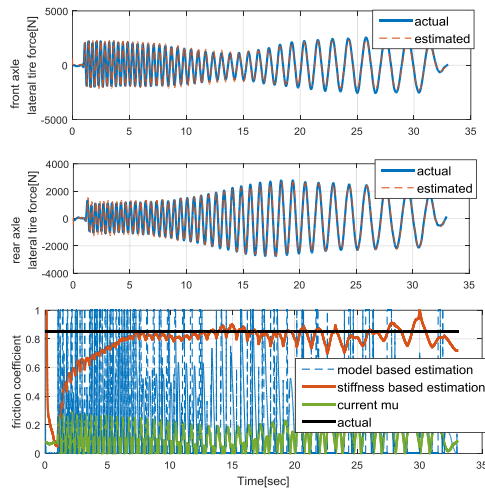 5000
0
-5000
front axle
lateral tire force[N]
actual
estimated
0 5 10 15 20 25 30 35
4000
2000
0
-2000
-4000
rear axle
lateral tire force[N]
actual
estimated
0 5 10 15 20 25 30 35
1
0.8
0.6
0.4
0.2
0
friction coefficient
model based estimation
stiffness based estimation
current mu
actual
0 5 10 15 20 25 30 35
Time[sec]